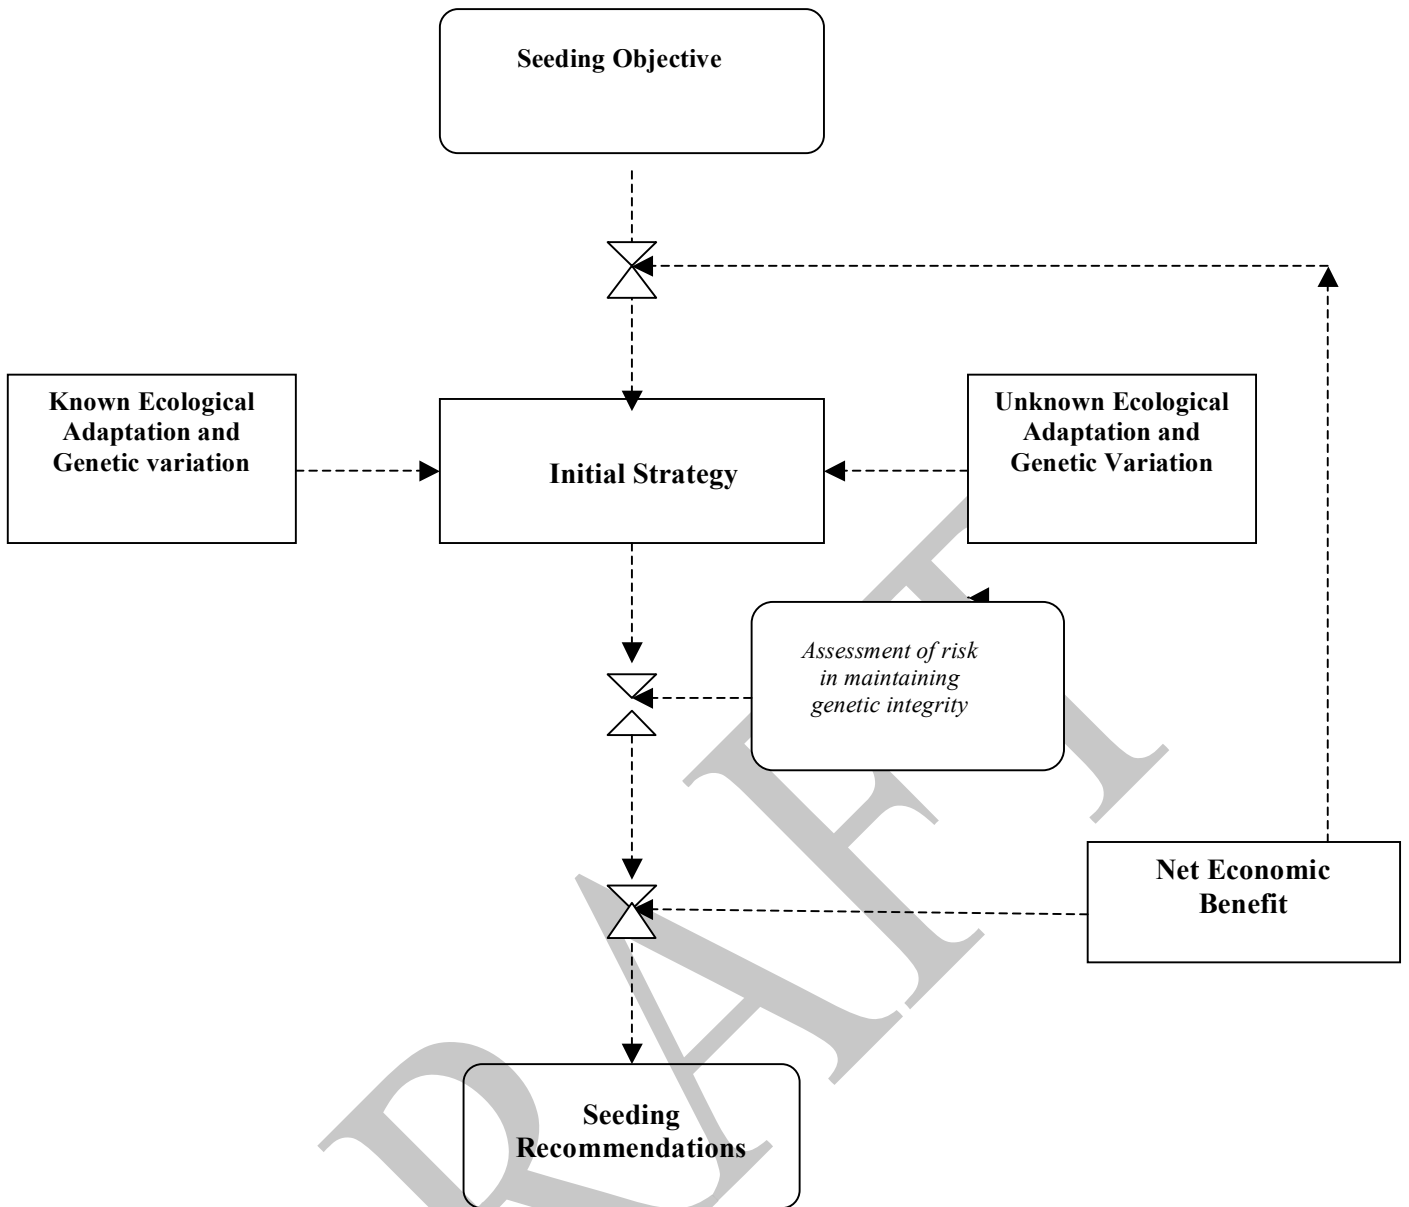 Seeding Objective
Known Ecological
Adaptation and
Genetic variation
Initial Strategy
Unknown Ecological
Adaptation and
Genetic Variation
Assessment of risk
in maintaining
genetic integrity
Net Economic
Benefit
Seeding
Recommendations
RAFT